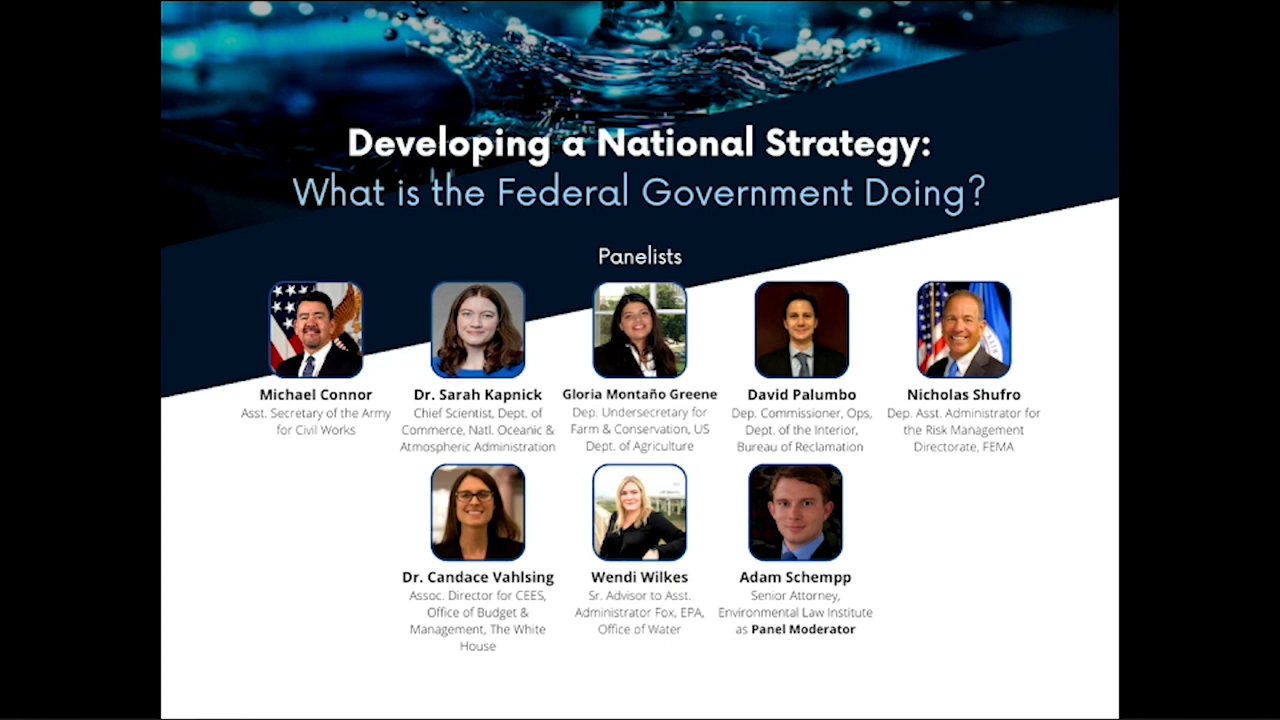 Developing a National Strategy:
What is the Federal Government Doing?
Panelists
Michael Connor
Asst. Secretary of the Army
for Civil Works
Dr. Sarah Kapnick
Chief Scientist, Dept. of
Commerce, Natl. Oceanic &
Atmospheric Administration
Gloria Montaño Greene
Dep. Undersecretary for
Farm & Conservation, US
Dept. of Agriculture
David Palumbo
Dep. Commissioner, Ops,
Dept. of the Interior,
Bureau of Reclamation
Nicholas Shufro
Dep. Asst. Administrator for
the Risk Management
Directorate, FEMA
Dr. Candace Vahlsing
Assoc. Director for CEES,
Office of Budget &
Management, The White
House
Wendi Wilkes
Sr. Advisor to Asst.
Administrator Fox, EPA,
Office of Water
Adam Schempp
Senior Attorney,
Environmental Law Institute
as Panel Moderator